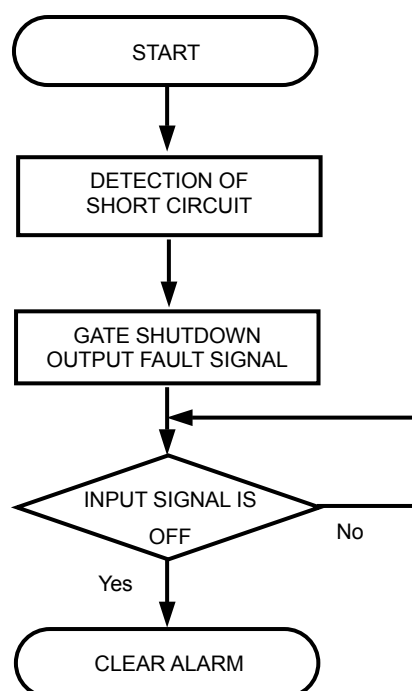 START
DETECTION OF
SHORT CIRCUIT
GATE SHUTDOWN
OUTPUT FAULT SIGNAL
INPUT SIGNAL IS
OFF
No
Yes
CLEAR ALARM